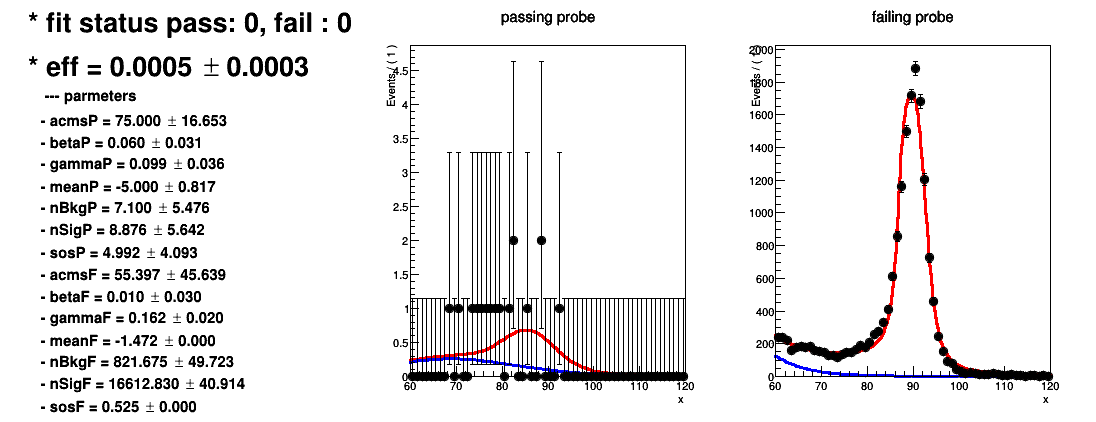 * fit status pass: 0, fail : 0
* eff = 0.0005 ± 0.0003
--- parmeters
- acmsP = 75.000 ± 16.653
- betaP = 0.060 ± 0.031
- gammaP = 0.099 ± 0.036
- meanP = -5.000 ± 0.817
- nBkgP = 7.100 ± 5.476
- nSigP = 8.876 ± 5.642
- sosP = 4.992 ± 4.093
- acmsF = 55.397 ± 45.639
- betaF = 0.010 ± 0.030
- gammaF = 0.162 ± 0.020
- meanF = -1.472 ± 0.000
- nBkgF = 821.675 ± 49.723
- nSigF = 16612.830 ± 40.914
- sosF = 0.525 ± 0.000
passing probe
Events / ( 1 )
4.5
4
3.5
3
2.5
2
1.5
1
0.5
0
60 70 80 90 100 110 120
x
failing probe
Events / ( 1 )
2000
1800
1600
1400
1200
1000
800
600
400
200
0
60 70 80 90 100 110 120
x